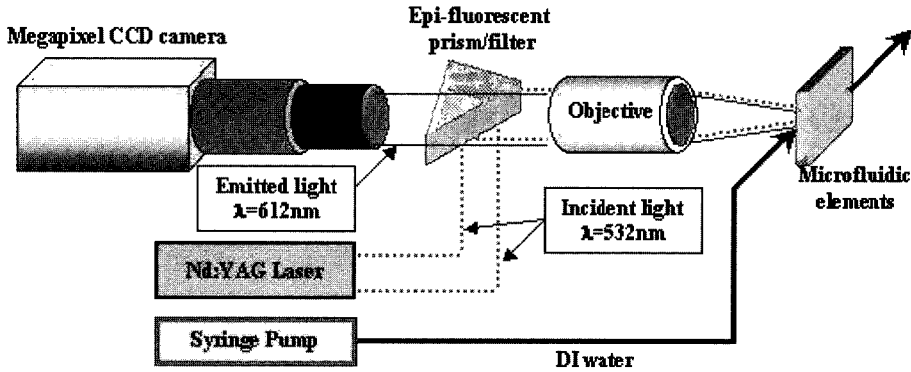 Epi-fluorescent
prism/filter
Megapixel CCD camera
Objective
Microfluidic
elements
Emitted light
λ=612nm
Incident light
λ=532nm
Nd:YAG Laser
Syringe Pump
DI water